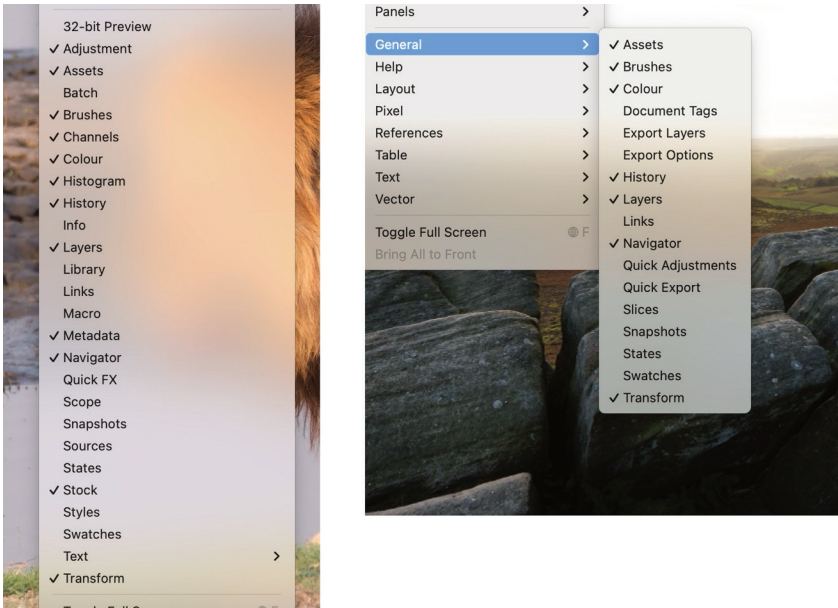 32-bit Preview
✓ Adjustment
✓ Assets
Batch
✓ Brushes
✓ Channels
✓ Colour
✓ Histogram
✓ History
Info
✓ Layers
Library
Links
Macro
✓ Metadata
✓ Navigator
Quick FX
Scope
Snapshots
Sources
States
✓ Stock
Styles
Swatches
Text >
✓ Transform
Panels >
General >
Help >
Layout >
Pixel >
References >
Table >
Text >
Vector >
Toggle Full Screen F
Bring All to Front
✓ Assets
✓ Brushes
✓ Colour
Document Tags
Export Layers
Export Options
✓ History
✓ Layers
Links
✓ Navigator
Quick Adjustments
Quick Export
Slices
Snapshots
States
Swatches
✓ Transform